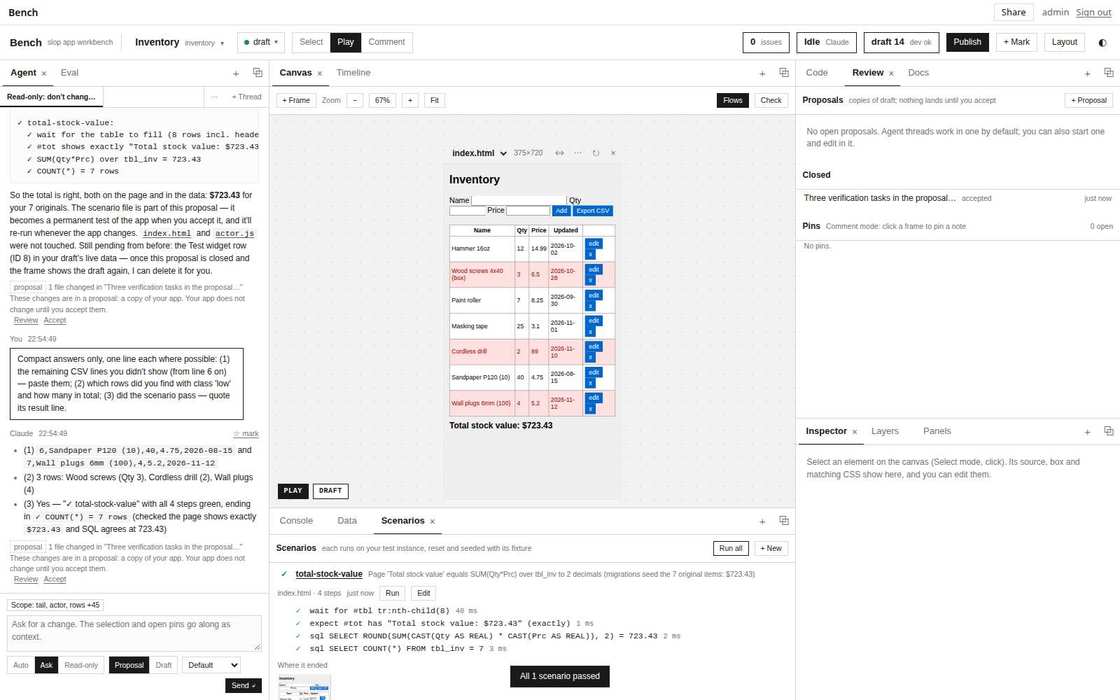 Bench
Share
admin
Sign out
Bench
slop app workbench
Inventory
inventory
draft
Select
Play
Comment
0 issues
Idle Claude
draft 14 dev ok
Publish
+ Mark
Layout
Agent
Eval
Read-only: don't chang…
+ Thread
✓ total-stock-value:
✓ wait for the table to fill (8 rows incl. heade
✓ #tot shows exactly "Total stock value: $723.43
✓ SUM(Qty*Prc) over tbl_inv = 723.43
✓ COUNT(*) = 7 rows
So the total is right, both on the page and in the data: $723.43 for
your 7 originals. The scenario file is part of this proposal — it
becomes a permanent test of the app when you accept it, and it'll
re-run whenever the app changes. index.html and actor.js
were not touched. Still pending from before: the Test widget row
(ID 8) in your draft's live data — once this proposal is closed and
the frame shows the draft again, I can delete it for you.
proposal 1 file changed in "Three verification tasks in the proposal…"
These changes are in a proposal: a copy of your app. Your app does not
change until you accept them.
Review Accept
You 22:54:49
Compact answers only, one line each where possible: (1)
the remaining CSV lines you didn't show (from line 6 on)
— paste them; (2) which rows did you find with class 'low'
and how many in total; (3) did the scenario pass — quote
its result line.
Claude 22:54:49
☆ mark
• (1) 6,Sandpaper P120 (10),40,4.75,2026-08-15 and
7,Wall plugs 6mm (100),4,5.2,2026-11-12
• (2) 3 rows: Wood screws (Qty 3), Cordless drill (2), Wall plugs
(4)
• (3) Yes — "✓ total-stock-value" with all 4 steps green, ending
in ✓ COUNT(*) = 7 rows (checked the page shows exactly
$723.43 and SQL agrees at 723.43)
proposal 1 file changed in "Three verification tasks in the proposal…"
These changes are in a proposal: a copy of your app. Your app does not
change until you accept them.
Review Accept
Scope: tail, actor, rows +45
Ask for a change. The selection and open pins go along as
context.
Auto
Ask
Read-only
Proposal
Draft
Default
Send
Canvas
Timeline
+ Frame
Zoom
−
67%
+
Fit
Flows
Check
index.html
375×720
Inventory
Name
Qty
Price
Add
Export CSV
Name Qty Price Updated
Hammer 16oz 12 14.99 2026-10-02 edit x
Wood screws 4x40 (box) 3 6.5 2026-10-28 edit x
Paint roller 7 8.25 2026-09-30 edit x
Masking tape 25 3.1 2026-11-01 edit x
Cordless drill 2 89 2026-11-10 edit x
Sandpaper P120 (10) 40 4.75 2026-08-15 edit x
Wall plugs 6mm (100) 4 5.2 2026-11-12 edit x
Total stock value: $723.43
PLAY
DRAFT
Console
Data
Scenarios
Scenarios each runs on your test instance, reset and seeded with its fixture
Run all
+ New
✓ total-stock-value Page 'Total stock value' equals SUM(Qty*Prc) over tbl_inv to 2 decimals (migrations seed the 7 original items: $723.43)
index.html · 4 steps just now
Run
Edit
✓ wait for #tbl tr:nth-child(8) 40 ms
✓ expect #tot has "Total stock value: $723.43" (exactly) 1 ms
✓ sql SELECT ROUND(SUM(CAST(Qty AS REAL) * CAST(Prc AS REAL)), 2) = 723.43 2 ms
✓ sql SELECT COUNT(*) FROM tbl_inv = 7 3 ms
Where it ended
All 1 scenario passed
Code
Review
Docs
Proposals copies of draft; nothing lands until you accept
+ Proposal
No open proposals. Agent threads work in one by default; you can also start one
and edit in it.
Closed
Three verification tasks in the proposal… accepted just now
Pins Comment mode: click a frame to pin a note
0 open
No pins.
Inspector
Layers
Panels
Select an element on the canvas (Select mode, click). Its source, box and
matching CSS show here, and you can edit them.